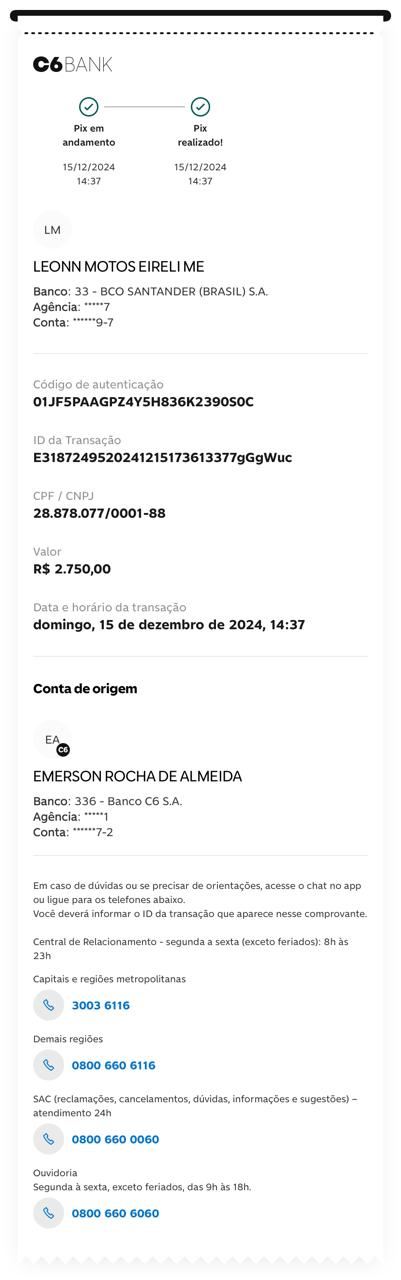 C6BANK
Pix em
andamento
15/12/2024
14:37
Pix
realizado!
15/12/2024
14:37
LM
LEONN MOTOS EIRELI ME
Banco: 33 - BCO SANTANDER (BRASIL) S.A.
Agência: *****7
Conta: ******9-7
Código de autenticação
01JF5PAAGPZ4Y5H836K2390S0C
ID da Transação
E3187249520241215173613377gGgWuc
CPF / CNPJ
28.878.077/0001-88
Valor
R$ 2.750,00
Data e horário da transação
domingo, 15 de dezembro de 2024, 14:37
Conta de origem
EA
C6
EMERSON ROCHA DE ALMEIDA
Banco: 336 - Banco C6 S.A.
Agência: *****1
Conta: ******7-2
Em caso de dúvidas ou se precisar de orientações, acesse o chat no app
ou ligue para os telefones abaixo.
Você deverá informar o ID da transação que aparece nesse comprovante.
Central de Relacionamento - segunda a sexta (exceto feriados): 8h às
23h
Capitais e regiões metropolitanas
3003 6116
Demais regiões
0800 660 6116
SAC (reclamações, cancelamentos, dúvidas, informações e sugestões) –
atendimento 24h
0800 660 0060
Ouvidoria
Segunda à sexta, exceto feriados, das 9h às 18h.
0800 660 6060